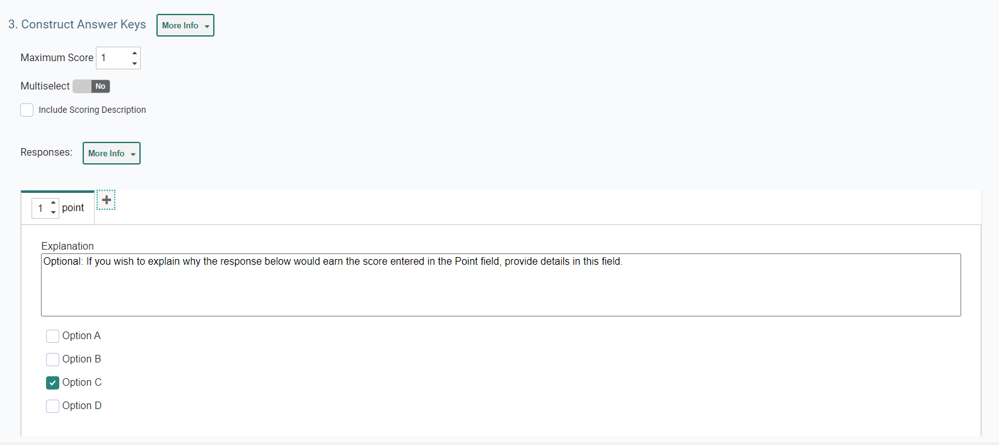 3. Construct Answer Keys More Info
Maximum Score 1
Multiselect No
Include Scoring Description
Responses: More Info
1 point
Explanation
Optional: If you wish to explain why the response below would earn the score entered in the Point field, provide details in this field.
Option A
Option B
Option C
Option D